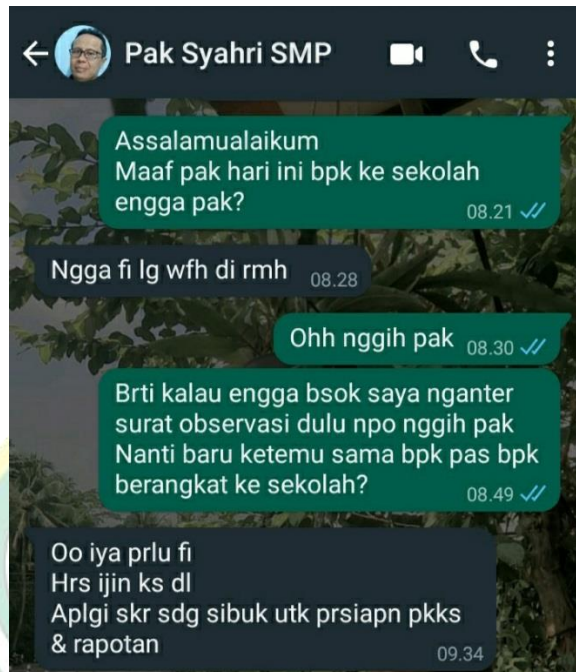 Pak Syahri SMP
Assalamualaikum
Maaf pak hari ini bpk ke sekolah
engga pak?
08.21
Ngga fi lg wfh di rmh 08.28
Ohh nggih pak 08.30
Brti kalau engga bsok saya nganter
surat observasi dulu npo nggih pak
Nanti baru ketemu sama bpk pas bpk
berangkat ke sekolah?
08.49
Oo iya prlu fi
Hrs ijin ks dl
Aplgi skr sdg sibuk utk prsiapn pkks
& rapotan
09.34